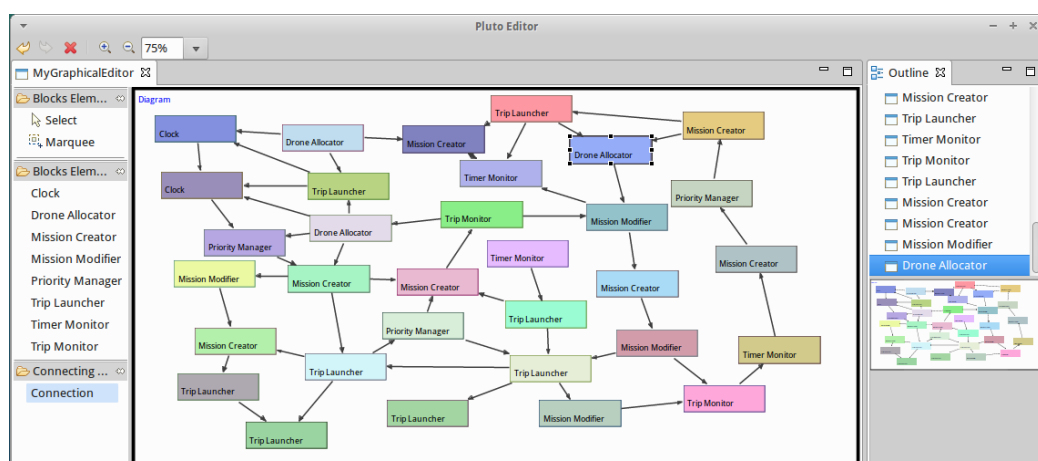 Pluto Editor
75%
MyGraphicalEditor
Outline
Blocks Elem...
Select
Marquee
Blocks Elem...
Clock
Drone Allocator
Mission Creator
Mission Modifier
Priority Manager
Trip Launcher
Timer Monitor
Trip Monitor
Connecting ...
Connection
Diagram
Trip Launcher
Clock
Drone Allocator
Mission Creator
Mission Creator
Drone Allocator
Timer Monitor
Clock
Trip Launcher
Priority Manager
Trip Monitor
Mission Modifier
Drone Allocator
Priority Manager
Timer Monitor
Mission Creator
Mission Modifier
Mission Creator
Mission Creator
Mission Creator
Trip Launcher
Priority Manager
Mission Creator
Mission Modifier
Timer Monitor
Trip Launcher
Trip Launcher
Trip Launcher
Trip Monitor
Trip Launcher
Mission Modifier
Trip Launcher
Mission Creator
Trip Launcher
Timer Monitor
Trip Monitor
Trip Launcher
Mission Creator
Mission Creator
Mission Modifier
Drone Allocator